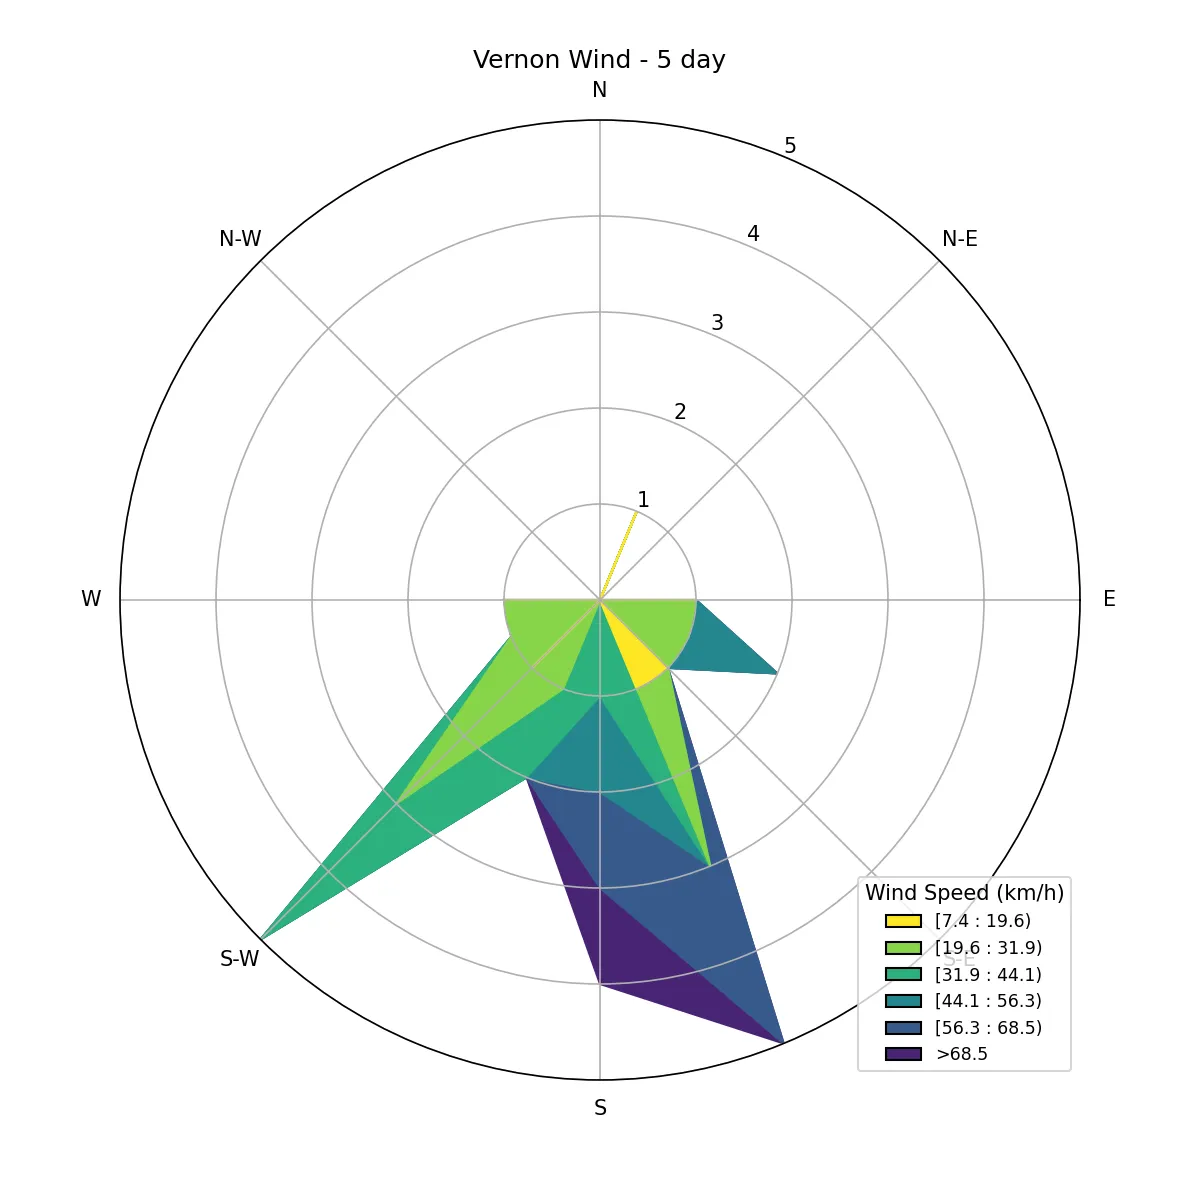 Vernon Wind - 5 day
N
5
N-W
N-E
4
3
2
1
W
E
Wind Speed (km/h)
[7.4 : 19.6)
[19.6 : 31.9)
S-W
S-E
[31.9 : 44.1)
[44.1 : 56.3)
[56.3 : 68.5)
>68.5
S